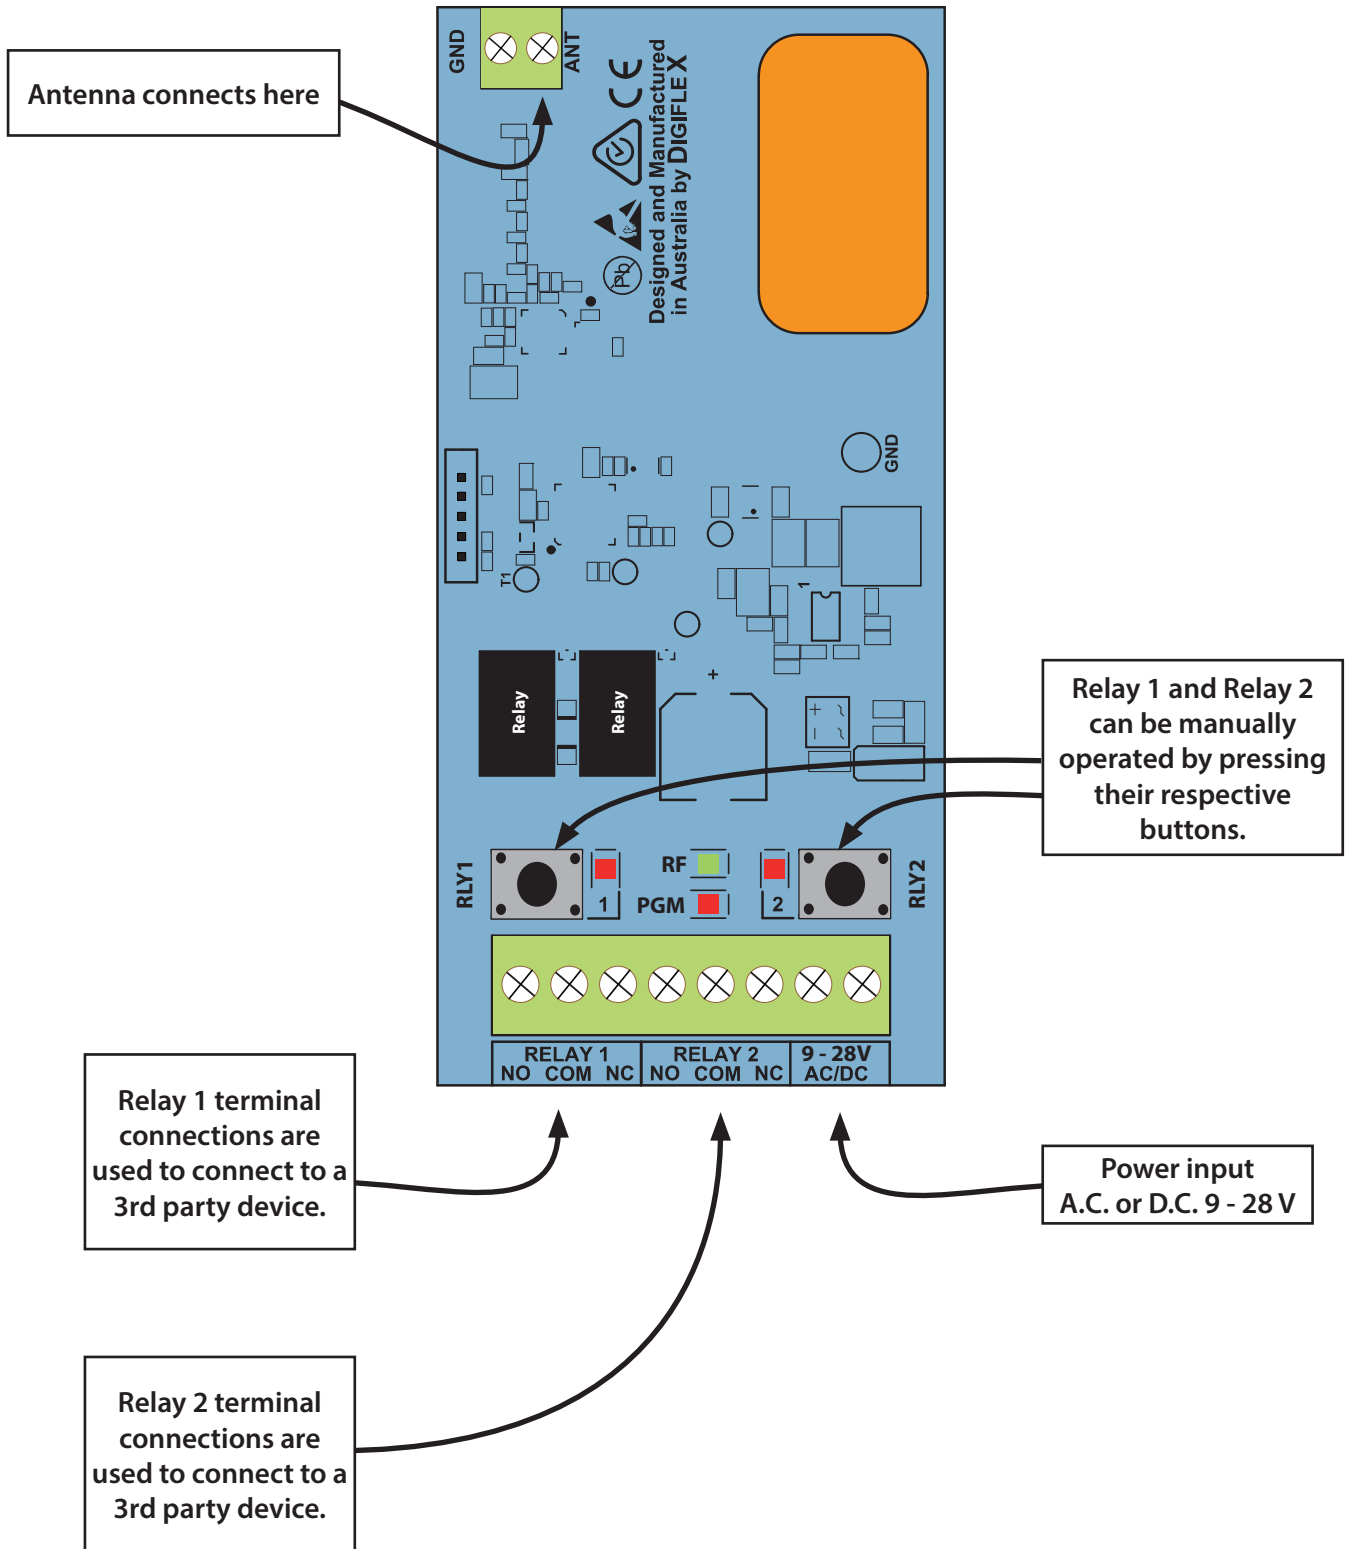 GND
ANT
Antenna connects here
Designed and Manufactured
in Australia by DIGIFLEX
Pb
GND
T1
1
+
Relay
Relay
+
-
Relay 1 and Relay 2
can be manually
operated by pressing
their respective
buttons.
RLY1
1
RF
PGM
2
RLY2
RELAY 1
NO COM NC
RELAY 2
NO COM NC
9 - 28V
AC/DC
Relay 1 terminal
connections are
used to connect to a
3rd party device.
Power input
A.C. or D.C. 9 - 28 V
Relay 2 terminal
connections are
used to connect to a
3rd party device.